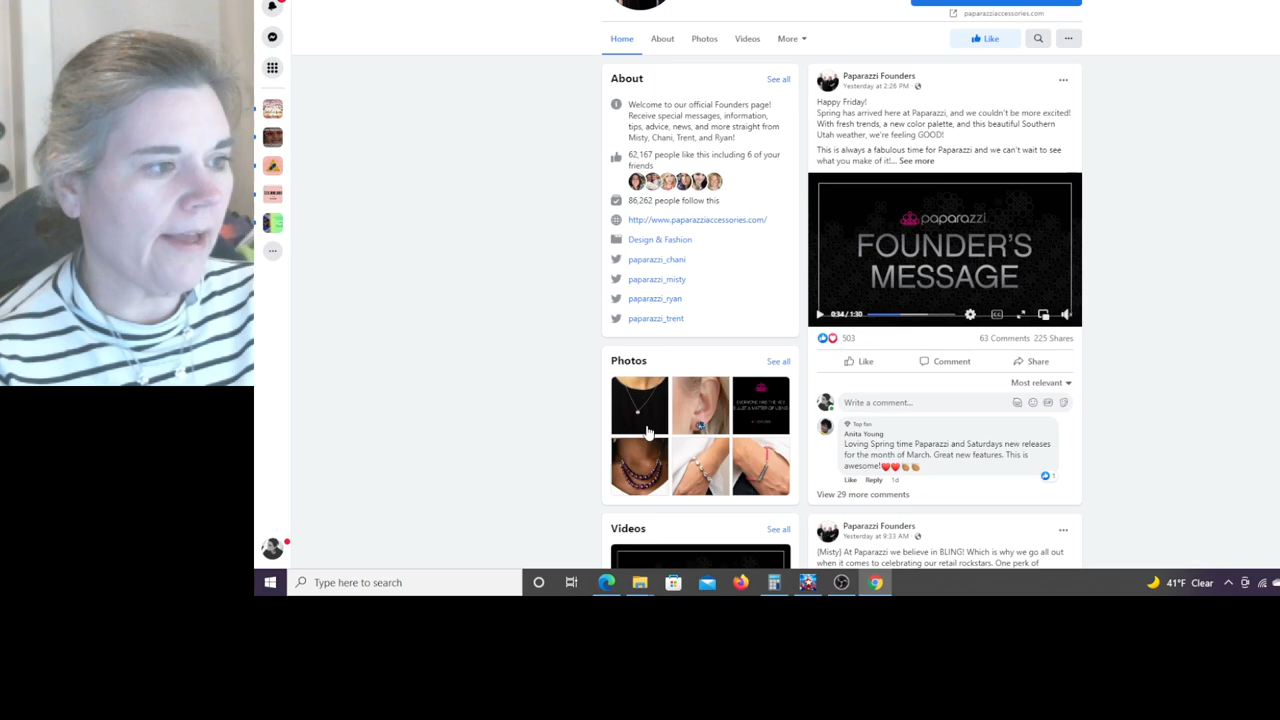 paparazziaccessories.com
Home About Photos Videos More
Like
About
See all
Welcome to our official Founders page!
Receive special messages, information,
tips, advice, news, and more straight from
Misty, Chani, Trent, and Ryan!
62,167 people like this including 6 of your
friends
86,262 people follow this
http://www.paparazziaccessories.com/
Design & Fashion
paparazzi_chani
paparazzi_misty
paparazzi_ryan
paparazzi_trent
Photos
See all
Videos
See all
Paparazzi Founders
Yesterday at 2:26 PM ·
Happy Friday!
Spring has arrived here at Paparazzi, and we couldn't be more excited!
With fresh trends, a new color palette, and this beautiful Southern
Utah weather, we're feeling GOOD!
This is always a fabulous time for Paparazzi and we can't wait to see
what you make of it!... See more
paparazzi
FOUNDER'S
MESSAGE
0:34 / 1:30
503
63 Comments 225 Shares
Like Comment Share
Most relevant
Write a comment...
Top fan
Anita Young
Loving Spring time Paparazzi and Saturdays new releases
for the month of March. Great new features. This is
awesome!
1
Like Reply 1d
View 29 more comments
Paparazzi Founders
Yesterday at 9:33 AM ·
{Misty} At Paparazzi we believe in BLING! Which is why we go all out
when it comes to celebrating our retail rockstars. One perk of
Type here to search
41°F Clear